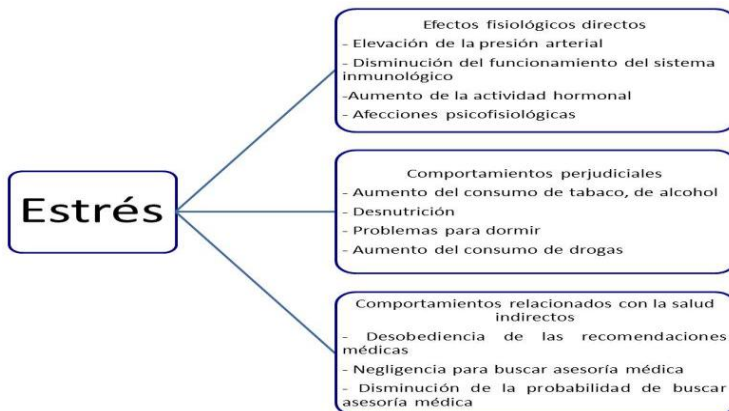 Estrés
Efectos fisiológicos directos
- Elevación de la presión arterial
- Disminución del funcionamiento del sistema
inmunológico
-Aumento de la actividad hormonal
- Afecciones psicofisiológicas
Comportamientos perjudiciales
- Aumento del consumo de tabaco, de alcohol
- Desnutrición
- Problemas para dormir
- Aumento del consumo de drogas
Comportamientos relacionados con la salud
indirectos
- Desobediencia de las recomendaciones
médicas
- Negligencia para buscar asesoría médica
- Disminución de la probabilidad de buscar
asesoría médica